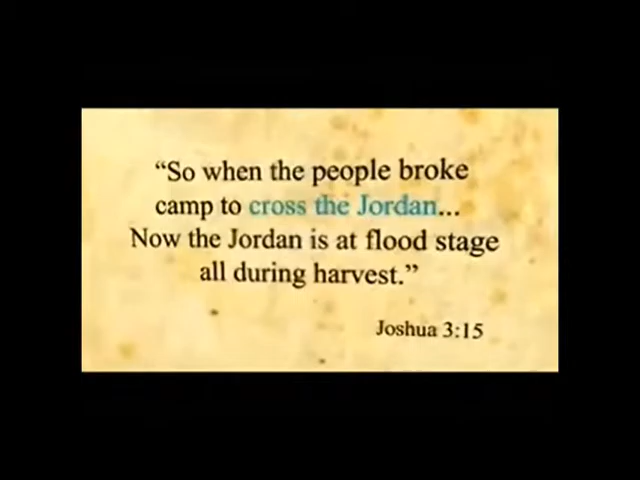 “So when the people broke
camp to cross the Jordan...
Now the Jordan is at flood stage
all during harvest.”
Joshua 3:15